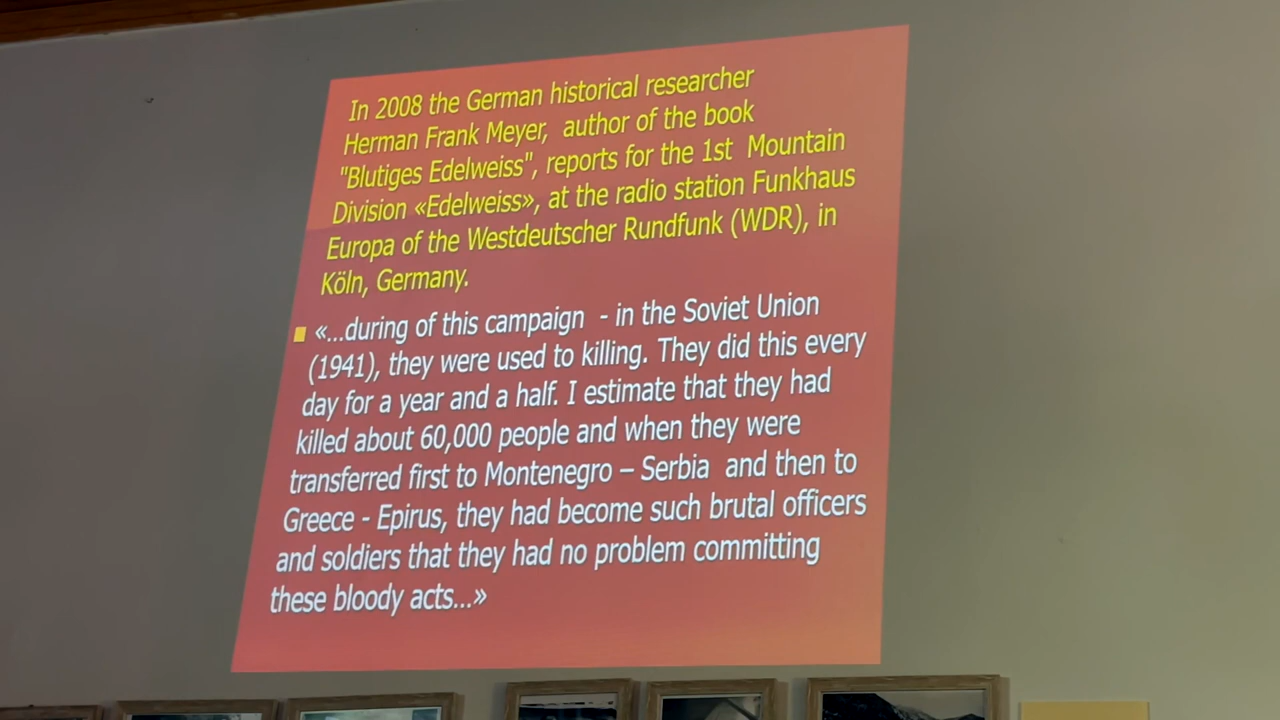 In 2008 the German historical researcher
Herman Frank Meyer, author of the book
"Blutiges Edelweiss", reports for the 1st Mountain
Division «Edelweiss», at the radio station Funkhaus
Europa of the Westdeutscher Rundfunk (WDR), in
Köln, Germany.
«...during of this campaign - in the Soviet Union
(1941), they were used to killing. They did this every
day for a year and a half. I estimate that they had
killed about 60,000 people and when they were
transferred first to Montenegro – Serbia and then to
Greece - Epirus, they had become such brutal officers
and soldiers that they had no problem committing
these bloody acts...»